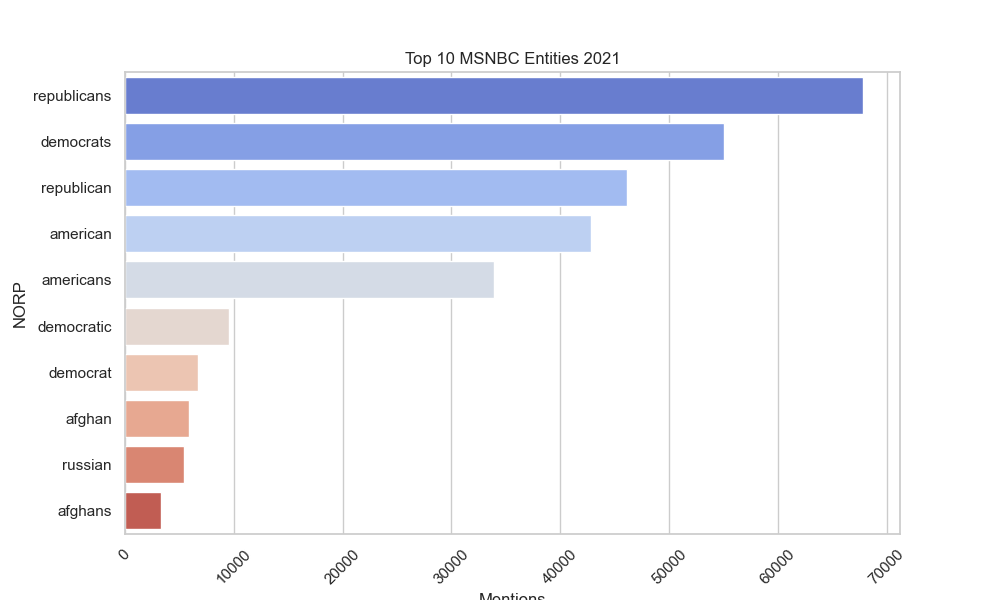 Top 10 MSNBC Entities 2021
NORP
republicans
democrats
republican
american
americans
democratic
democrat
afghan
russian
afghans
0
10000
20000
30000
40000
50000
60000
70000
Mentions